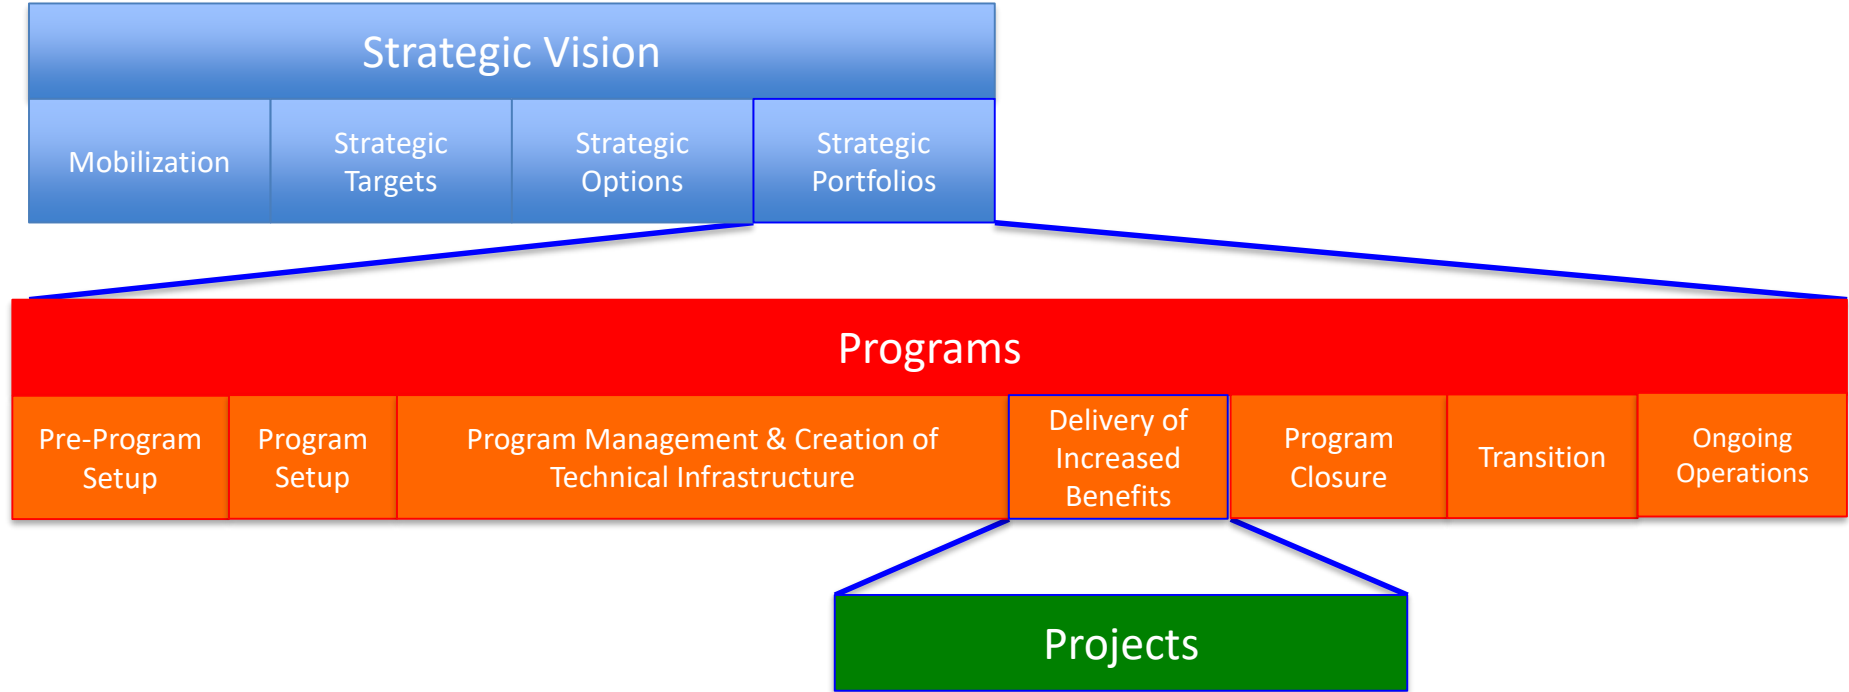 Strategic Vision
Mobilization
Strategic
Targets
Strategic
Options
Strategic
Portfolios
Programs
Pre-Program
Setup
Program
Setup
Program Management & Creation of
Technical Infrastructure
Delivery of
Increased
Benefits
Program
Closure
Transition
Ongoing
Operations
Projects